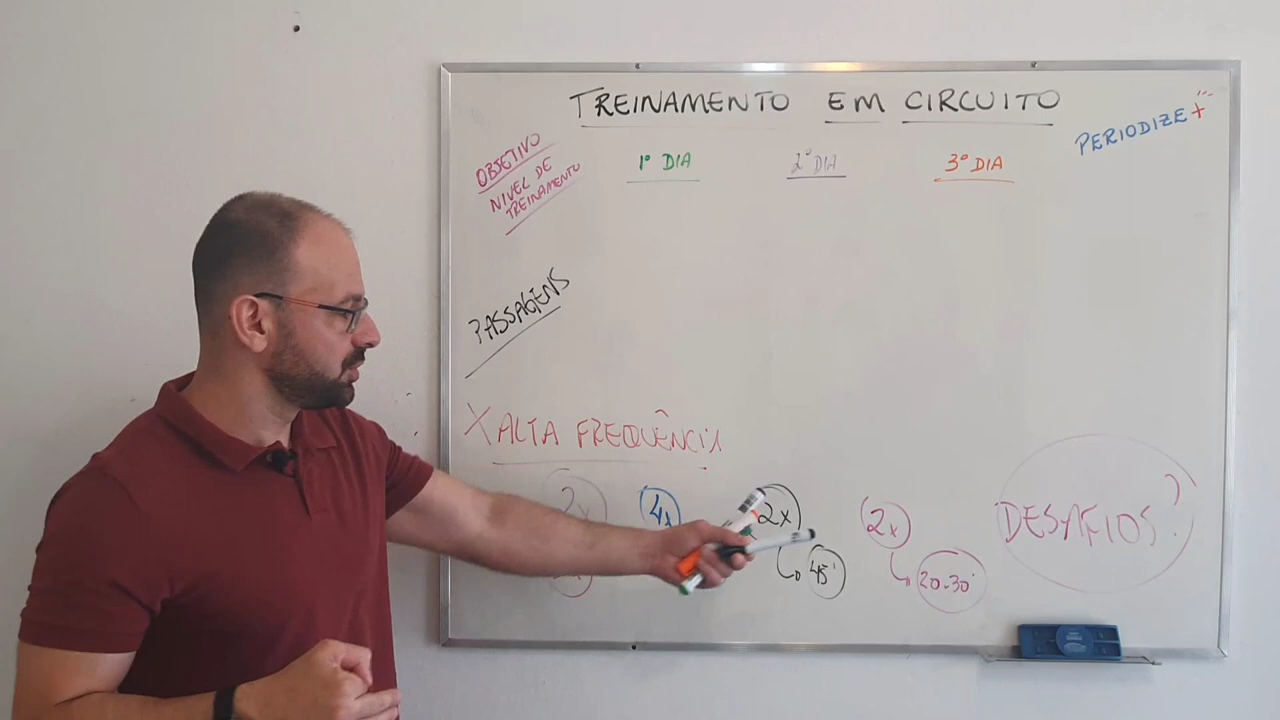 TREINAMENTO EM CIRCUITO
PERIODIZE +
OBJETIVO
NIVEL DE
TREINAMENTO
1º DIA
2º DIA
3º DIA
PASSAGENS
X ALTA FREQUÊNCIA
2x
4x
2x
2x
45'
20-30'
DESAFIOS?